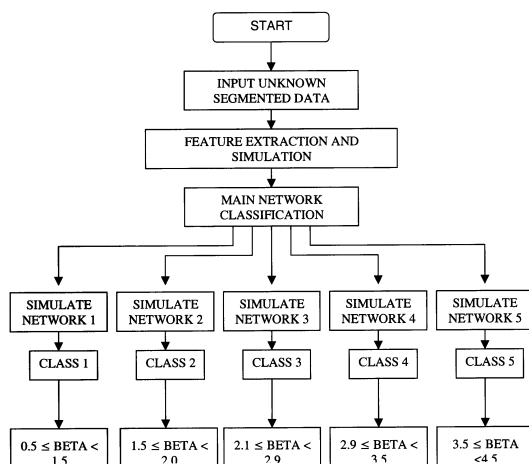 START
INPUT UNKNOWN
SEGMENTED DATA
FEATURE EXTRACTION AND
SIMULATION
MAIN NETWORK
CLASSIFICATION
SIMULATE
NETWORK 1
SIMULATE
NETWORK 2
SIMULATE
NETWORK 3
SIMULATE
NETWORK 4
SIMULATE
NETWORK 5
CLASS 1
CLASS 2
CLASS 3
CLASS 4
CLASS 5
0.5 ≤ BETA <
1.5
1.5 ≤ BETA <
2.0
2.1 ≤ BETA <
2.9
2.9 ≤ BETA <
3.5
3.5 ≤ BETA
<4.5